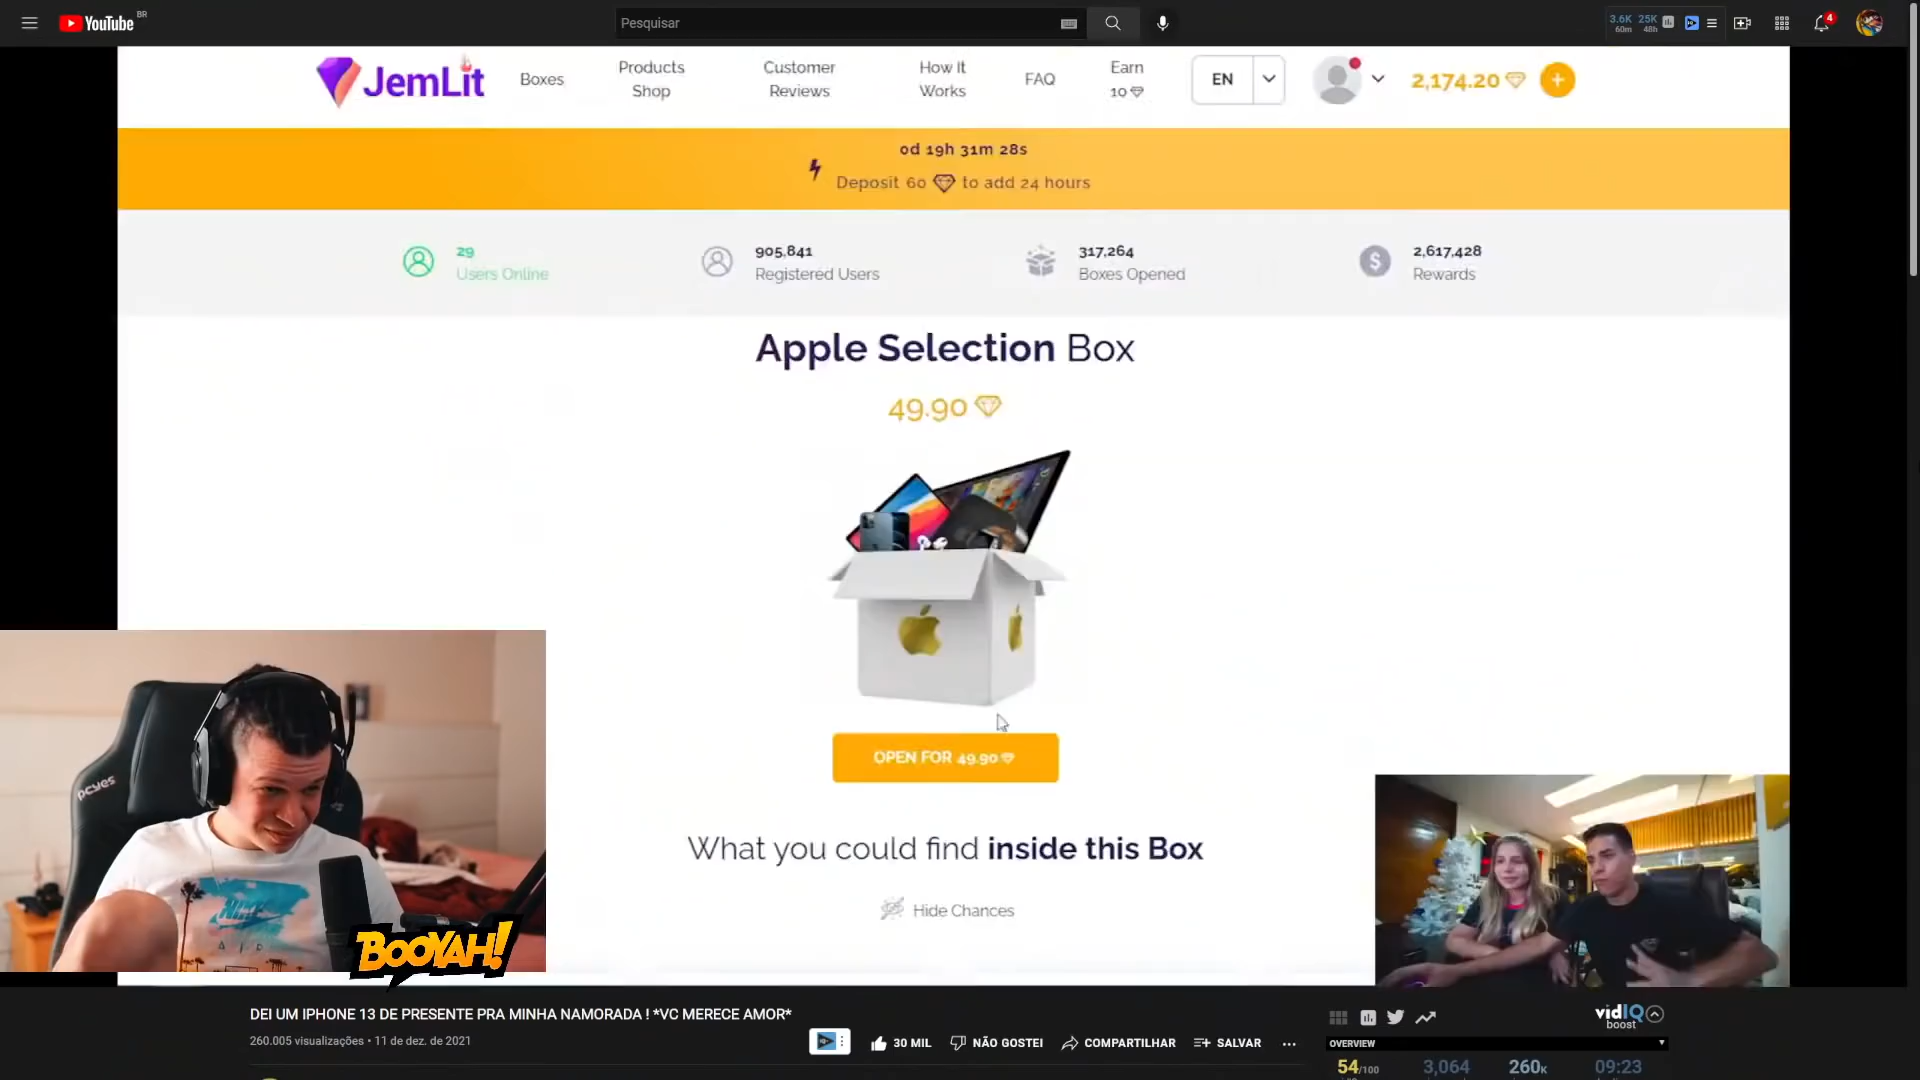 YouTube BR
Pesquisar
3.6K 25K
60m 48h
4
JemLit
Boxes
Products
Shop
Customer
Reviews
How It
Works
FAQ
Earn
10
EN
2,174.20
0d 19h 31m 28s
Deposit 60 to add 24 hours
29
Users Online
905,841
Registered Users
317,264
Boxes Opened
2,617,428
Rewards
Apple Selection Box
49.90
OPEN FOR 49.90
What you could find inside this Box
Hide Chances
pcyes
NIKE
AIR
BOOYAH!
DEI UM IPHONE 13 DE PRESENTE PRA MINHA NAMORADA ! *VC MERECE AMOR*
260.005 visualizações • 11 de dez. de 2021
30 MIL
NÃO GOSTEI
COMPARTILHAR
SALVAR
vidIQ
boost
OVERVIEW
54/100
3,064
260K
09:23